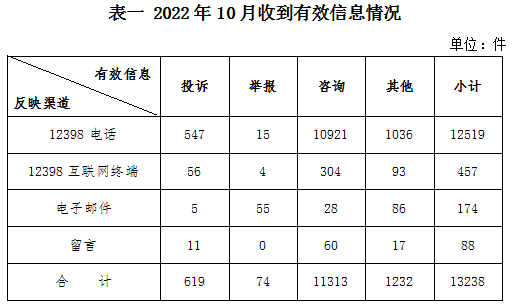 表一 2022 年 10 月收到有效信息情况
单位：件
有效信息 反映渠道 投诉 举报 咨询 其他 小计
12398 电话 547 15 10921 1036 12519
12398 互联网终端 56 4 304 93 457
电子邮件 5 55 28 86 174
留言 11 0 60 17 88
合 计 619 74 11313 1232 13238